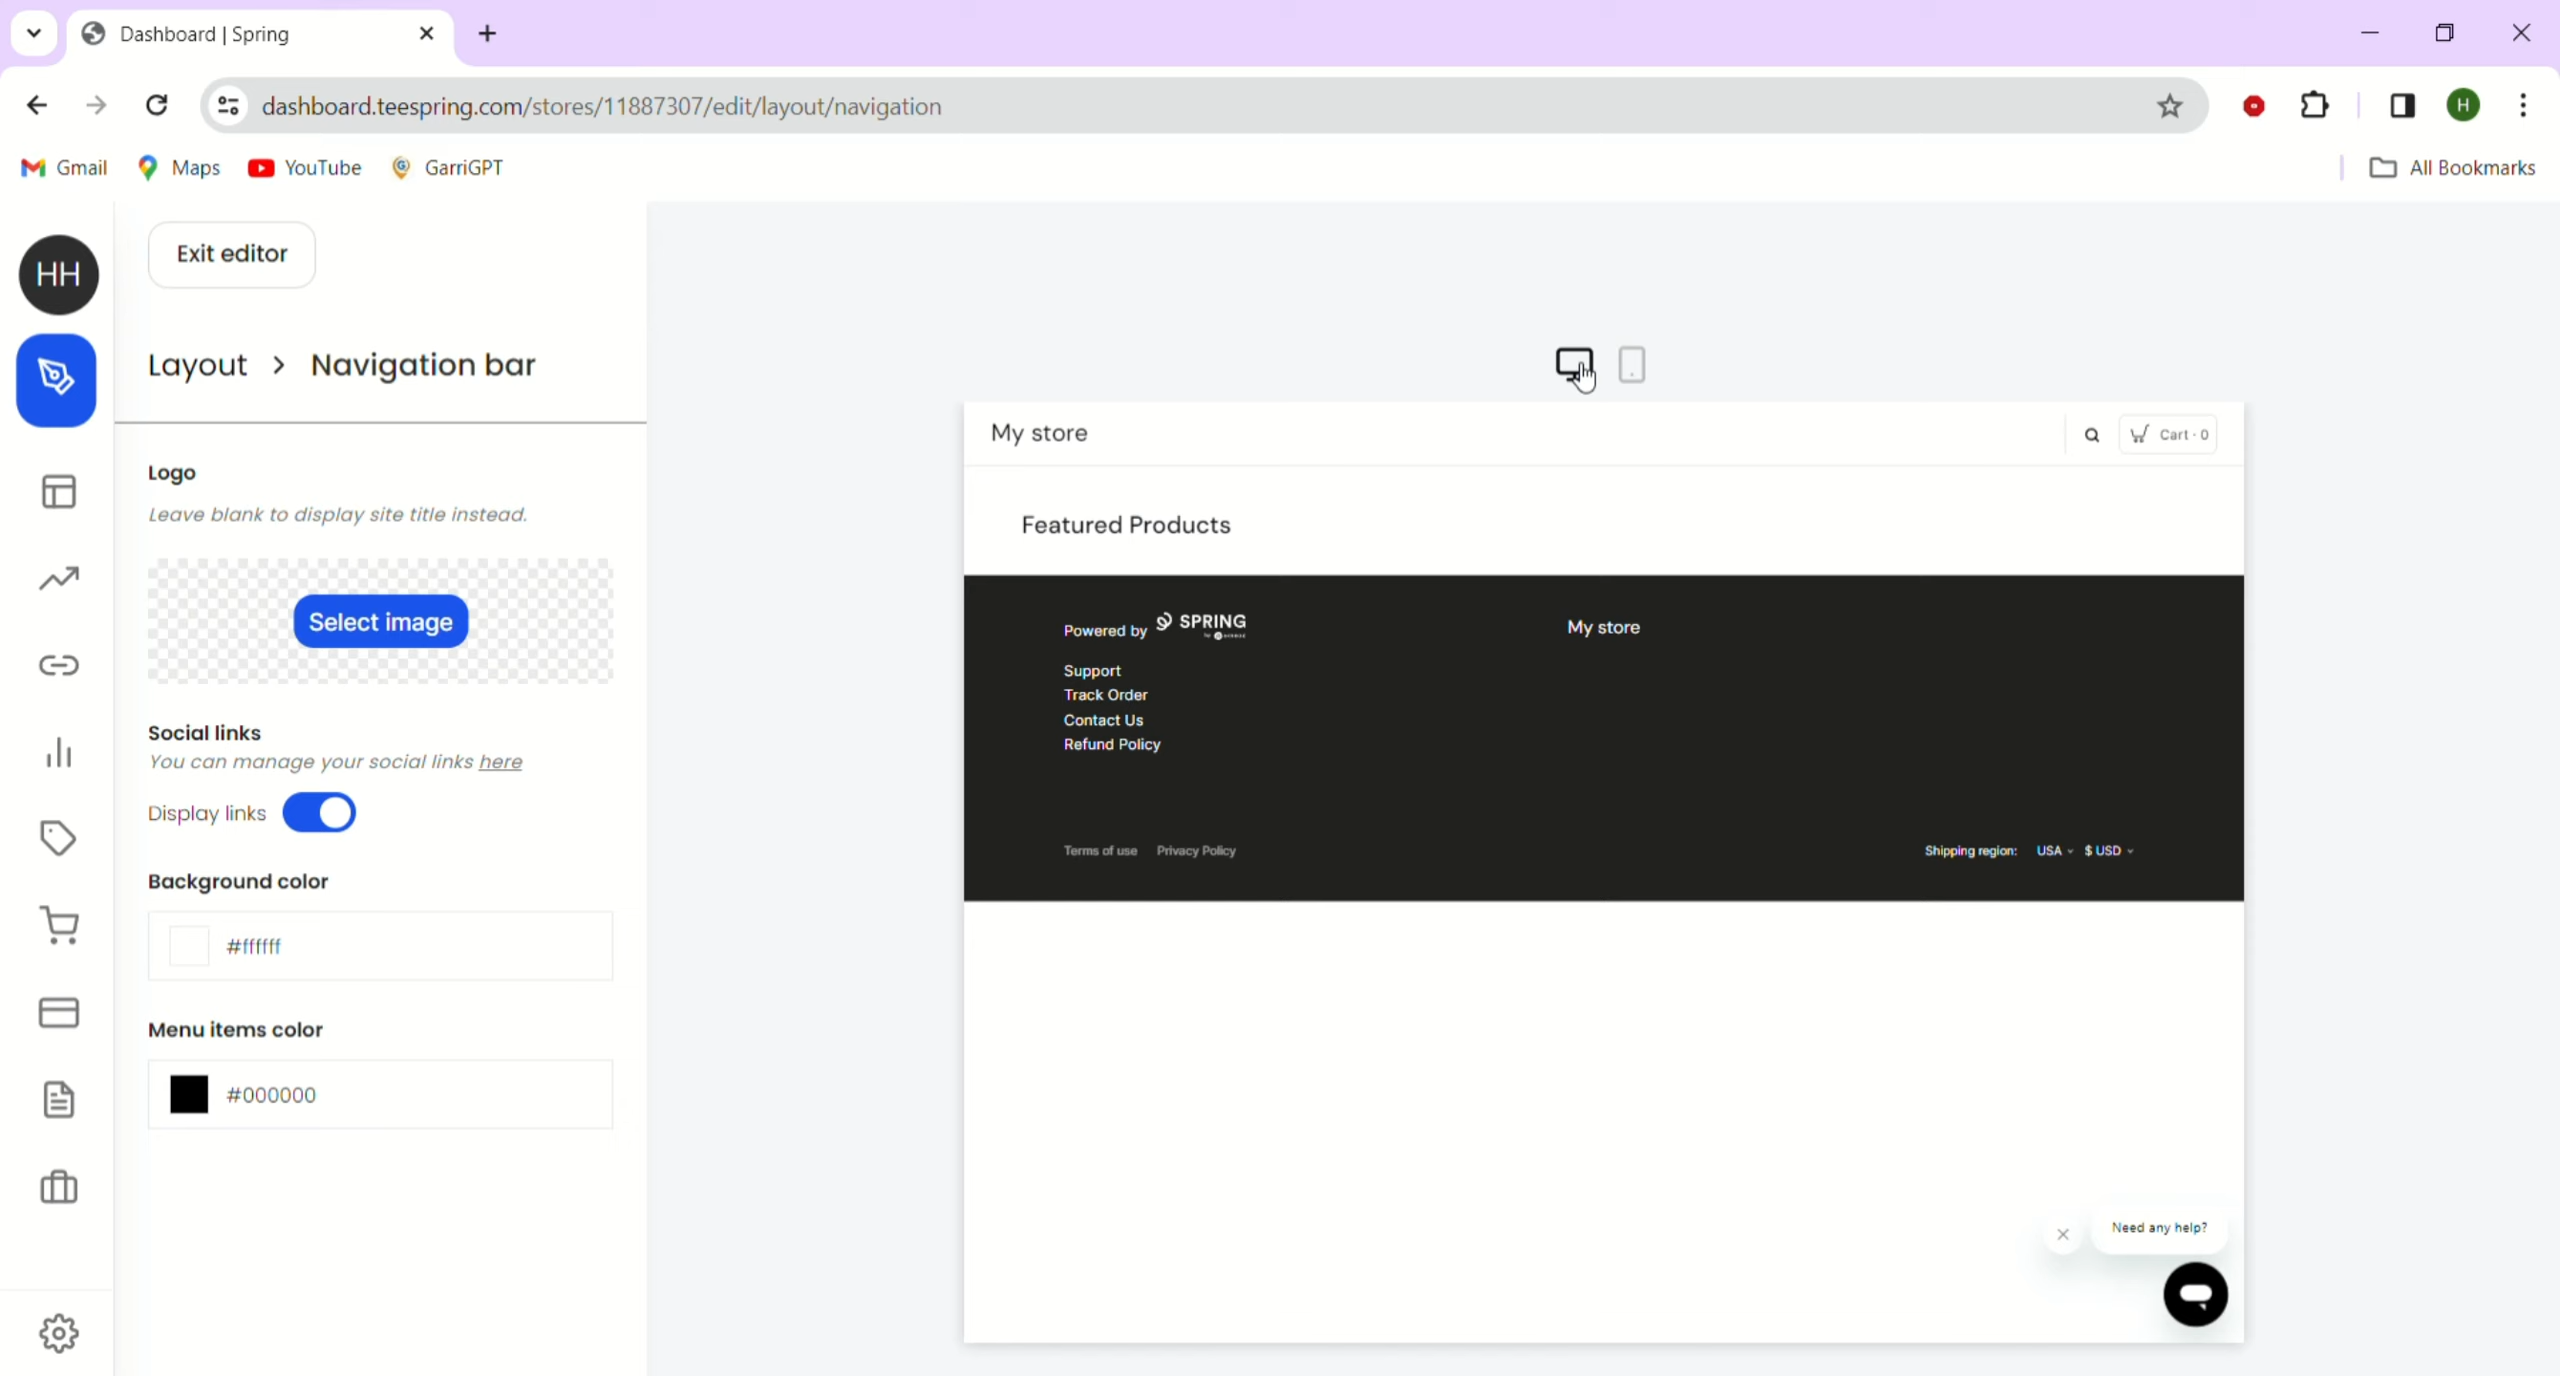 Dashboard | Spring
dashboard.teespring.com/stores/11887307/edit/layout/navigation
H
Gmail
Maps
YouTube
GarriGPT
All Bookmarks
HH
Exit editor
Layout > Navigation bar
Logo
Leave blank to display site title instead.
Select image
Social links
You can manage your social links here
Display links
Background color
#ffffff
Menu items color
#000000
My store
Cart · 0
Featured Products
Powered by SPRING
Support
Track Order
Contact Us
Refund Policy
My store
Terms of use Privacy Policy
Shipping region: USA $ USD
Need any help?